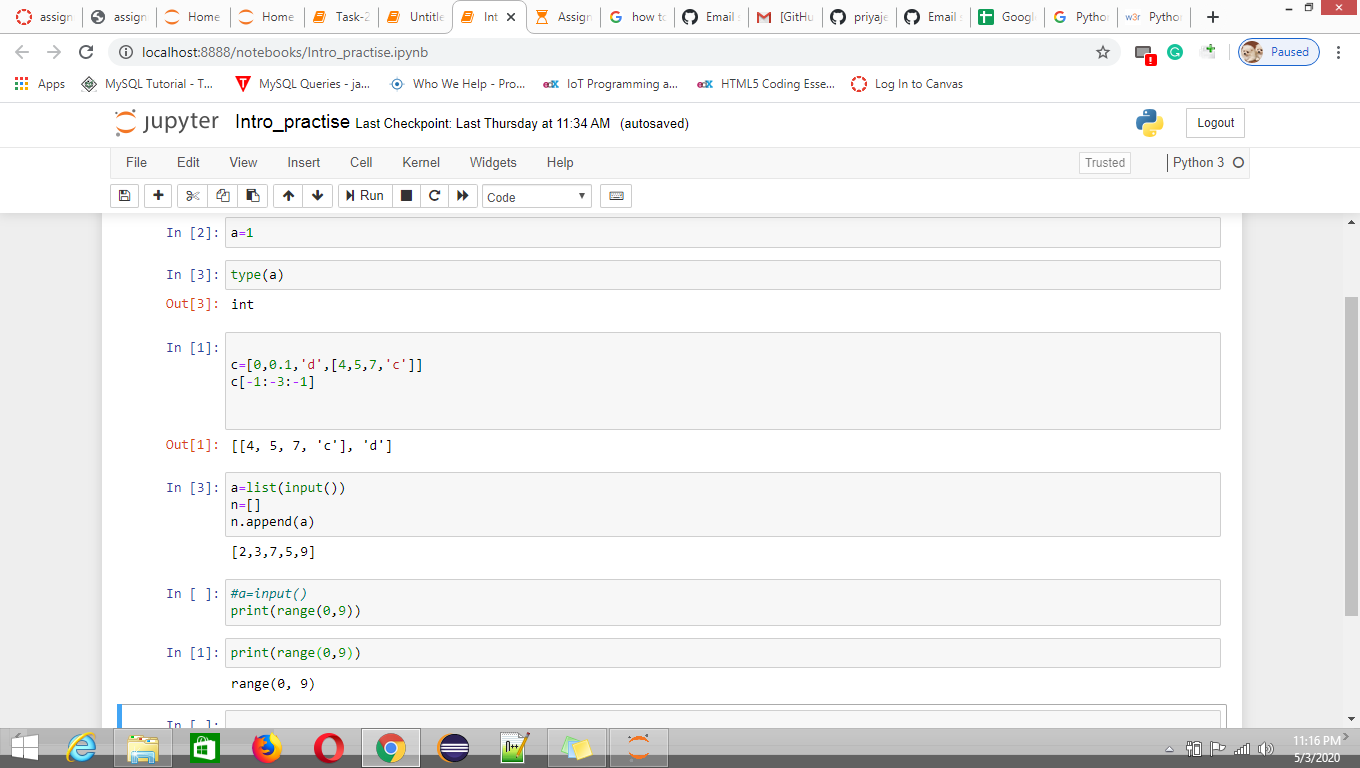 assign
assign
Home
Home
Task-2
Untitle
Int
Assign
how to
Email
[GitHu
priyaje
Email
Googl
Pytho
w3r Pytho
localhost:8888/notebooks/Intro_practise.ipynb
Paused
Apps
MySQL Tutorial - T...
MySQL Queries - ja...
Who We Help - Pro...
edX IoT Programming a...
edX HTML5 Coding Esse...
Log In to Canvas
jupyter Intro_practise Last Checkpoint: Last Thursday at 11:34 AM (autosaved)
Logout
File Edit View Insert Cell Kernel Widgets Help
Trusted
Python 3
Run
Code
In [2]: a=1
In [3]: type(a)
Out[3]: int
In [1]:
c=[0,0.1,'d',[4,5,7,'c']]
c[-1:-3:-1]
Out[1]: [[4, 5, 7, 'c'], 'd']
In [3]: a=list(input())
n=[]
n.append(a)
[2,3,7,5,9]
In [ ]: #a=input()
print(range(0,9))
In [1]: print(range(0,9))
range(0, 9)
In [ ]:
11:16 PM
5/3/2020